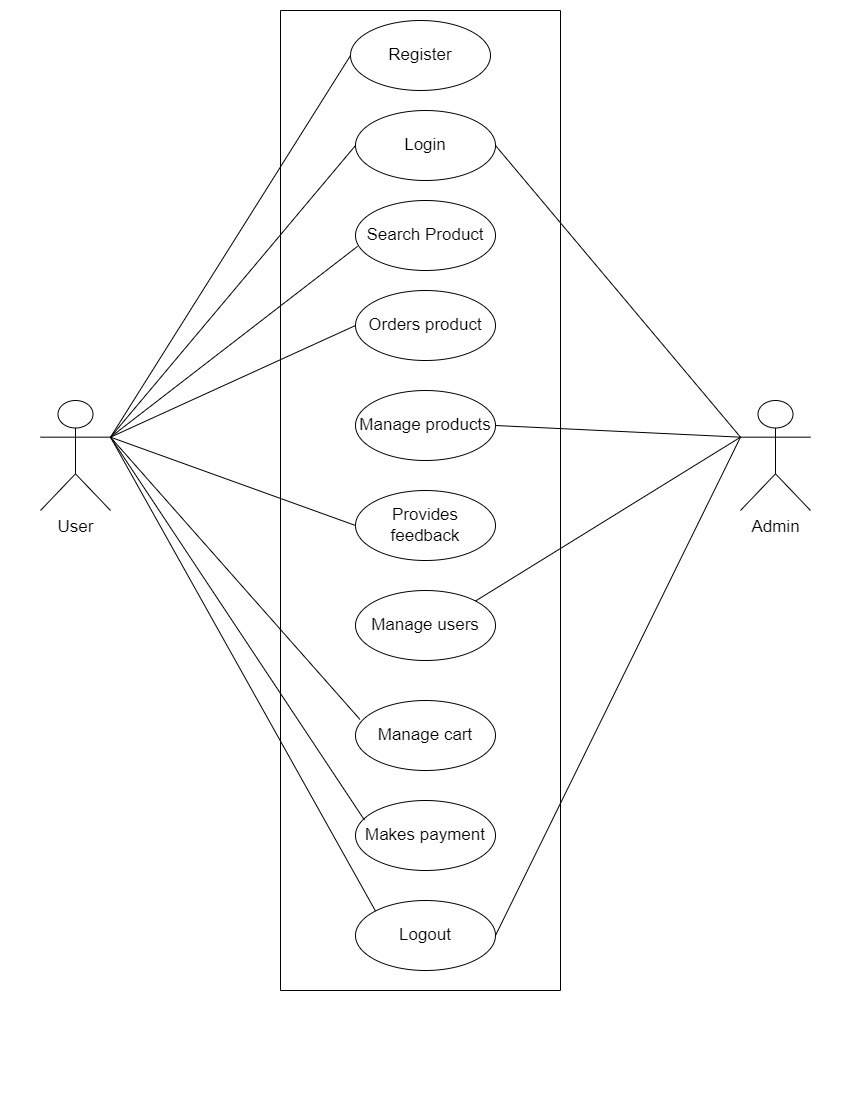 Register
Login
Search Product
Orders product
Manage products
Provides
feedback
User
Admin
Manage users
Manage cart
Makes payment
Logout